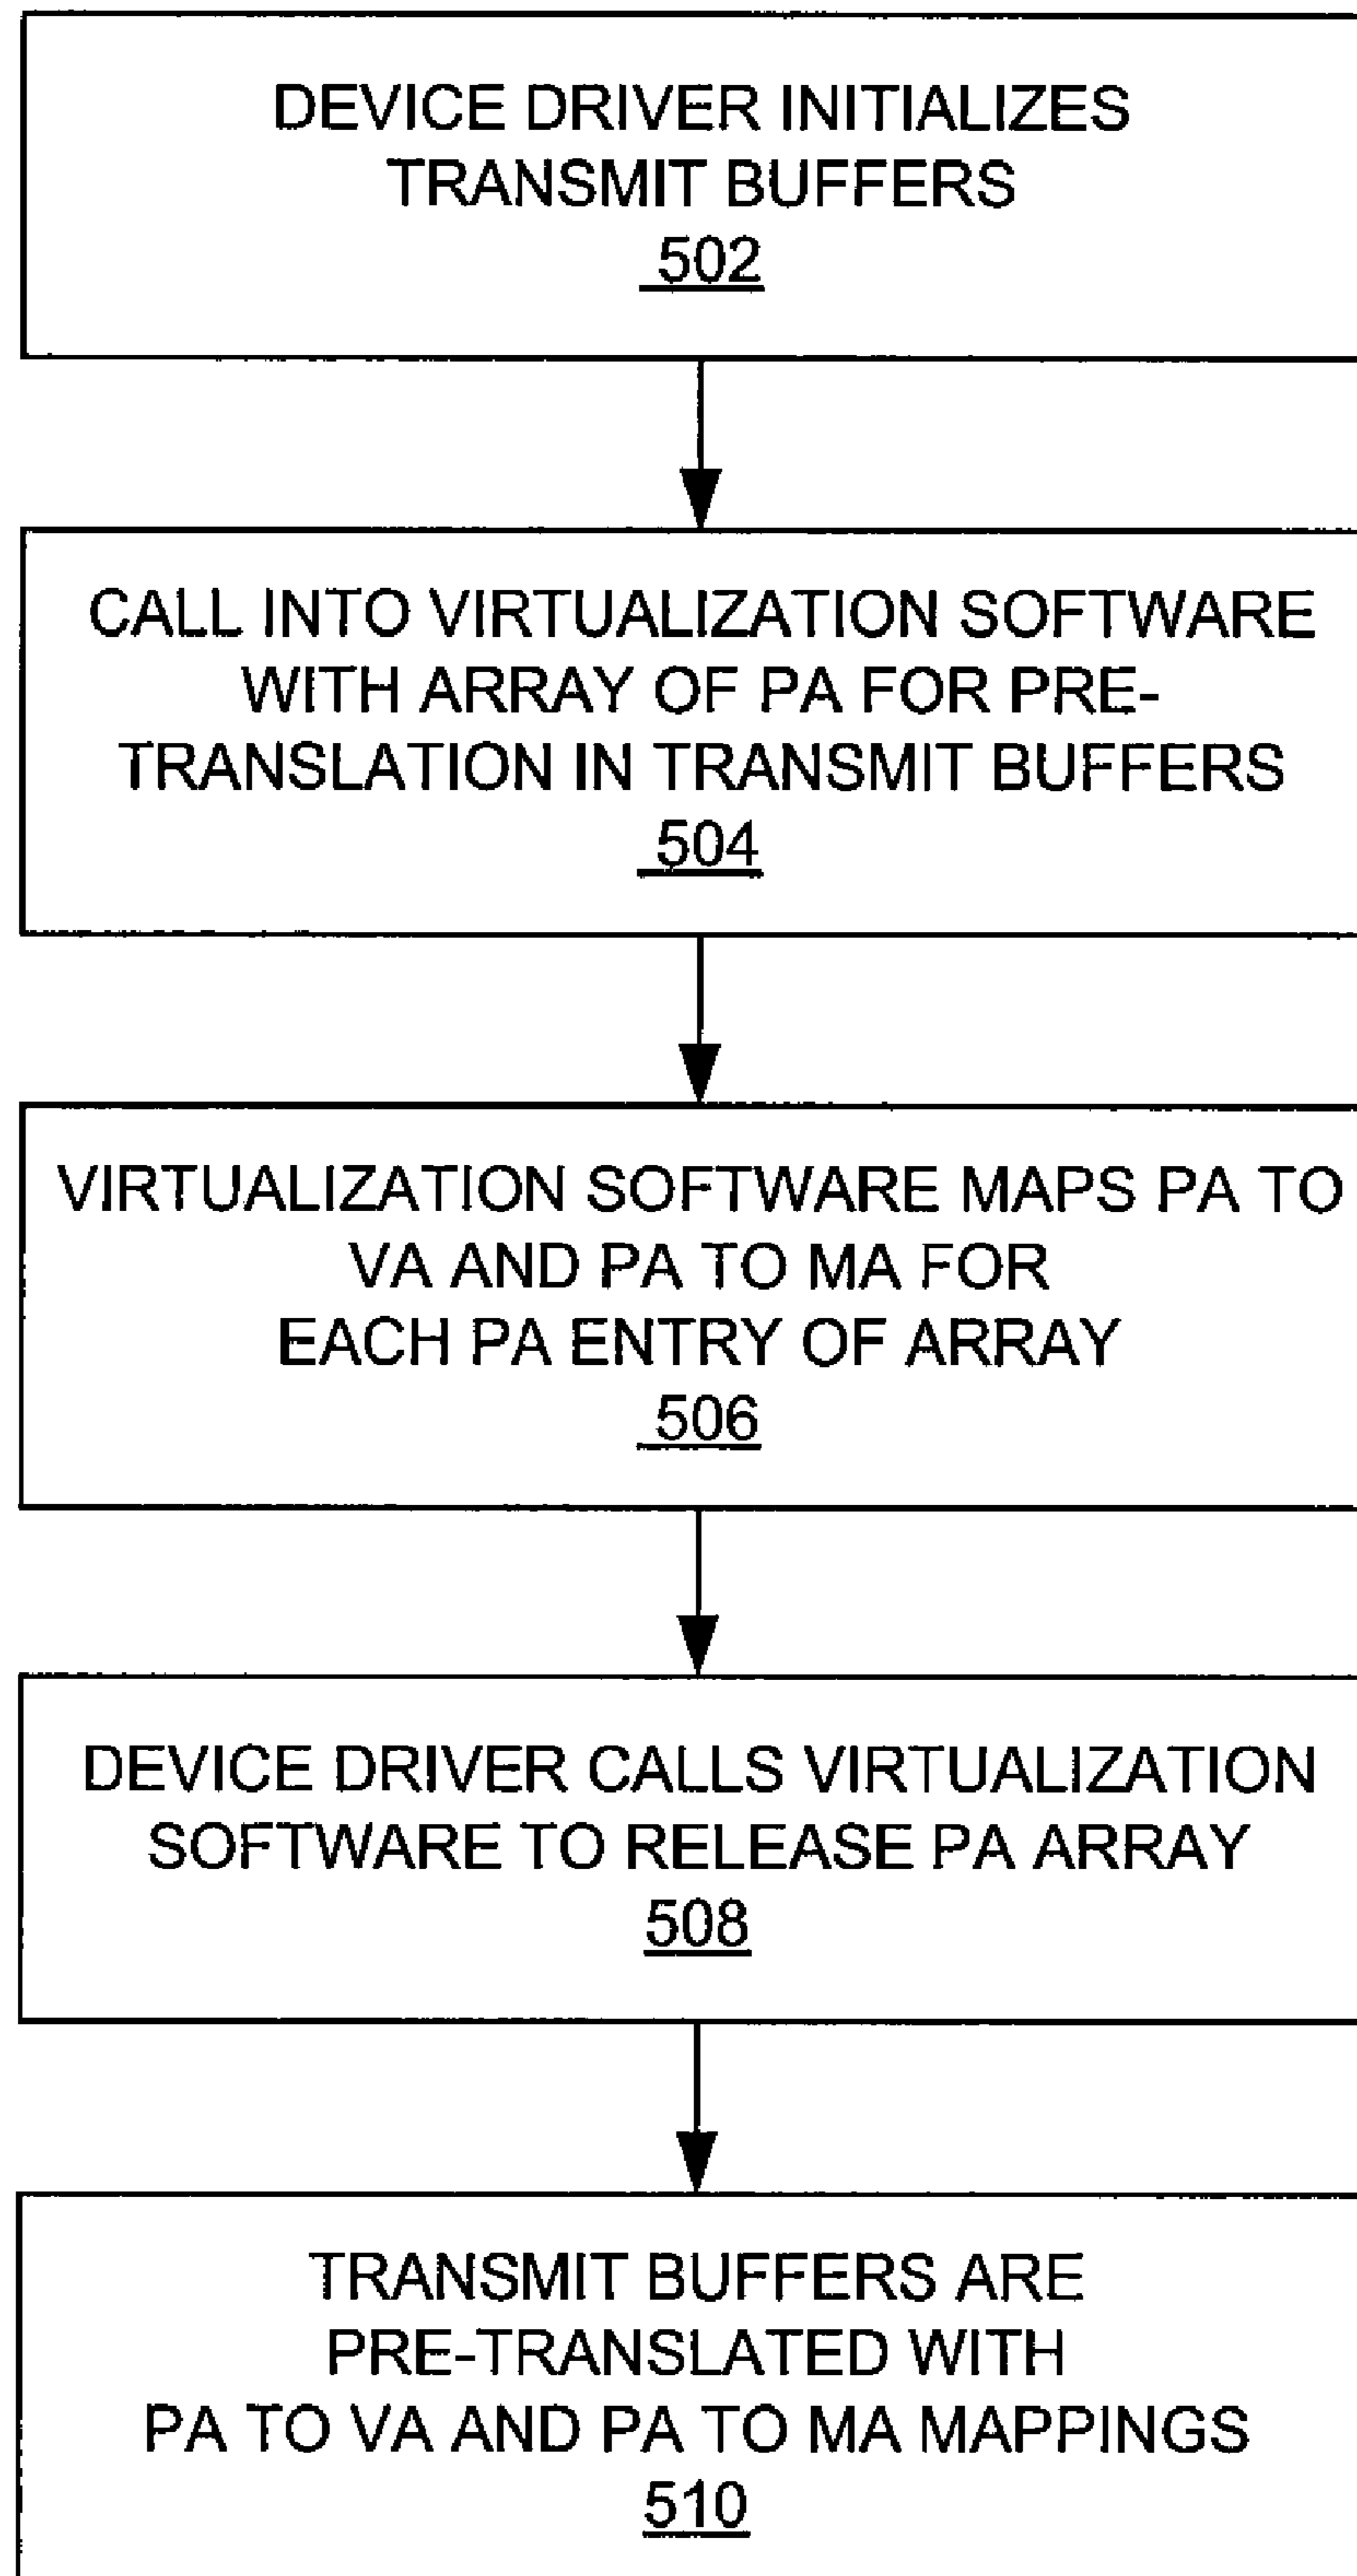 DEVICE DRIVER INITIALIZES
TRANSMIT BUFFERS
502
CALL INTO VIRTUALIZATION SOFTWARE
WITH ARRAY OF PA FOR PRE-
TRANSLATION IN TRANSMIT BUFFERS
504
VIRTUALIZATION SOFTWARE MAPS PA TO
VA AND PA TO MA FOR
EACH PA ENTRY OF ARRAY
506
DEVICE DRIVER CALLS VIRTUALIZATION
SOFTWARE TO RELEASE PA ARRAY
508
TRANSMIT BUFFERS ARE
PRE-TRANSLATED WITH
PA TO VA AND PA TO MA MAPPINGS
510